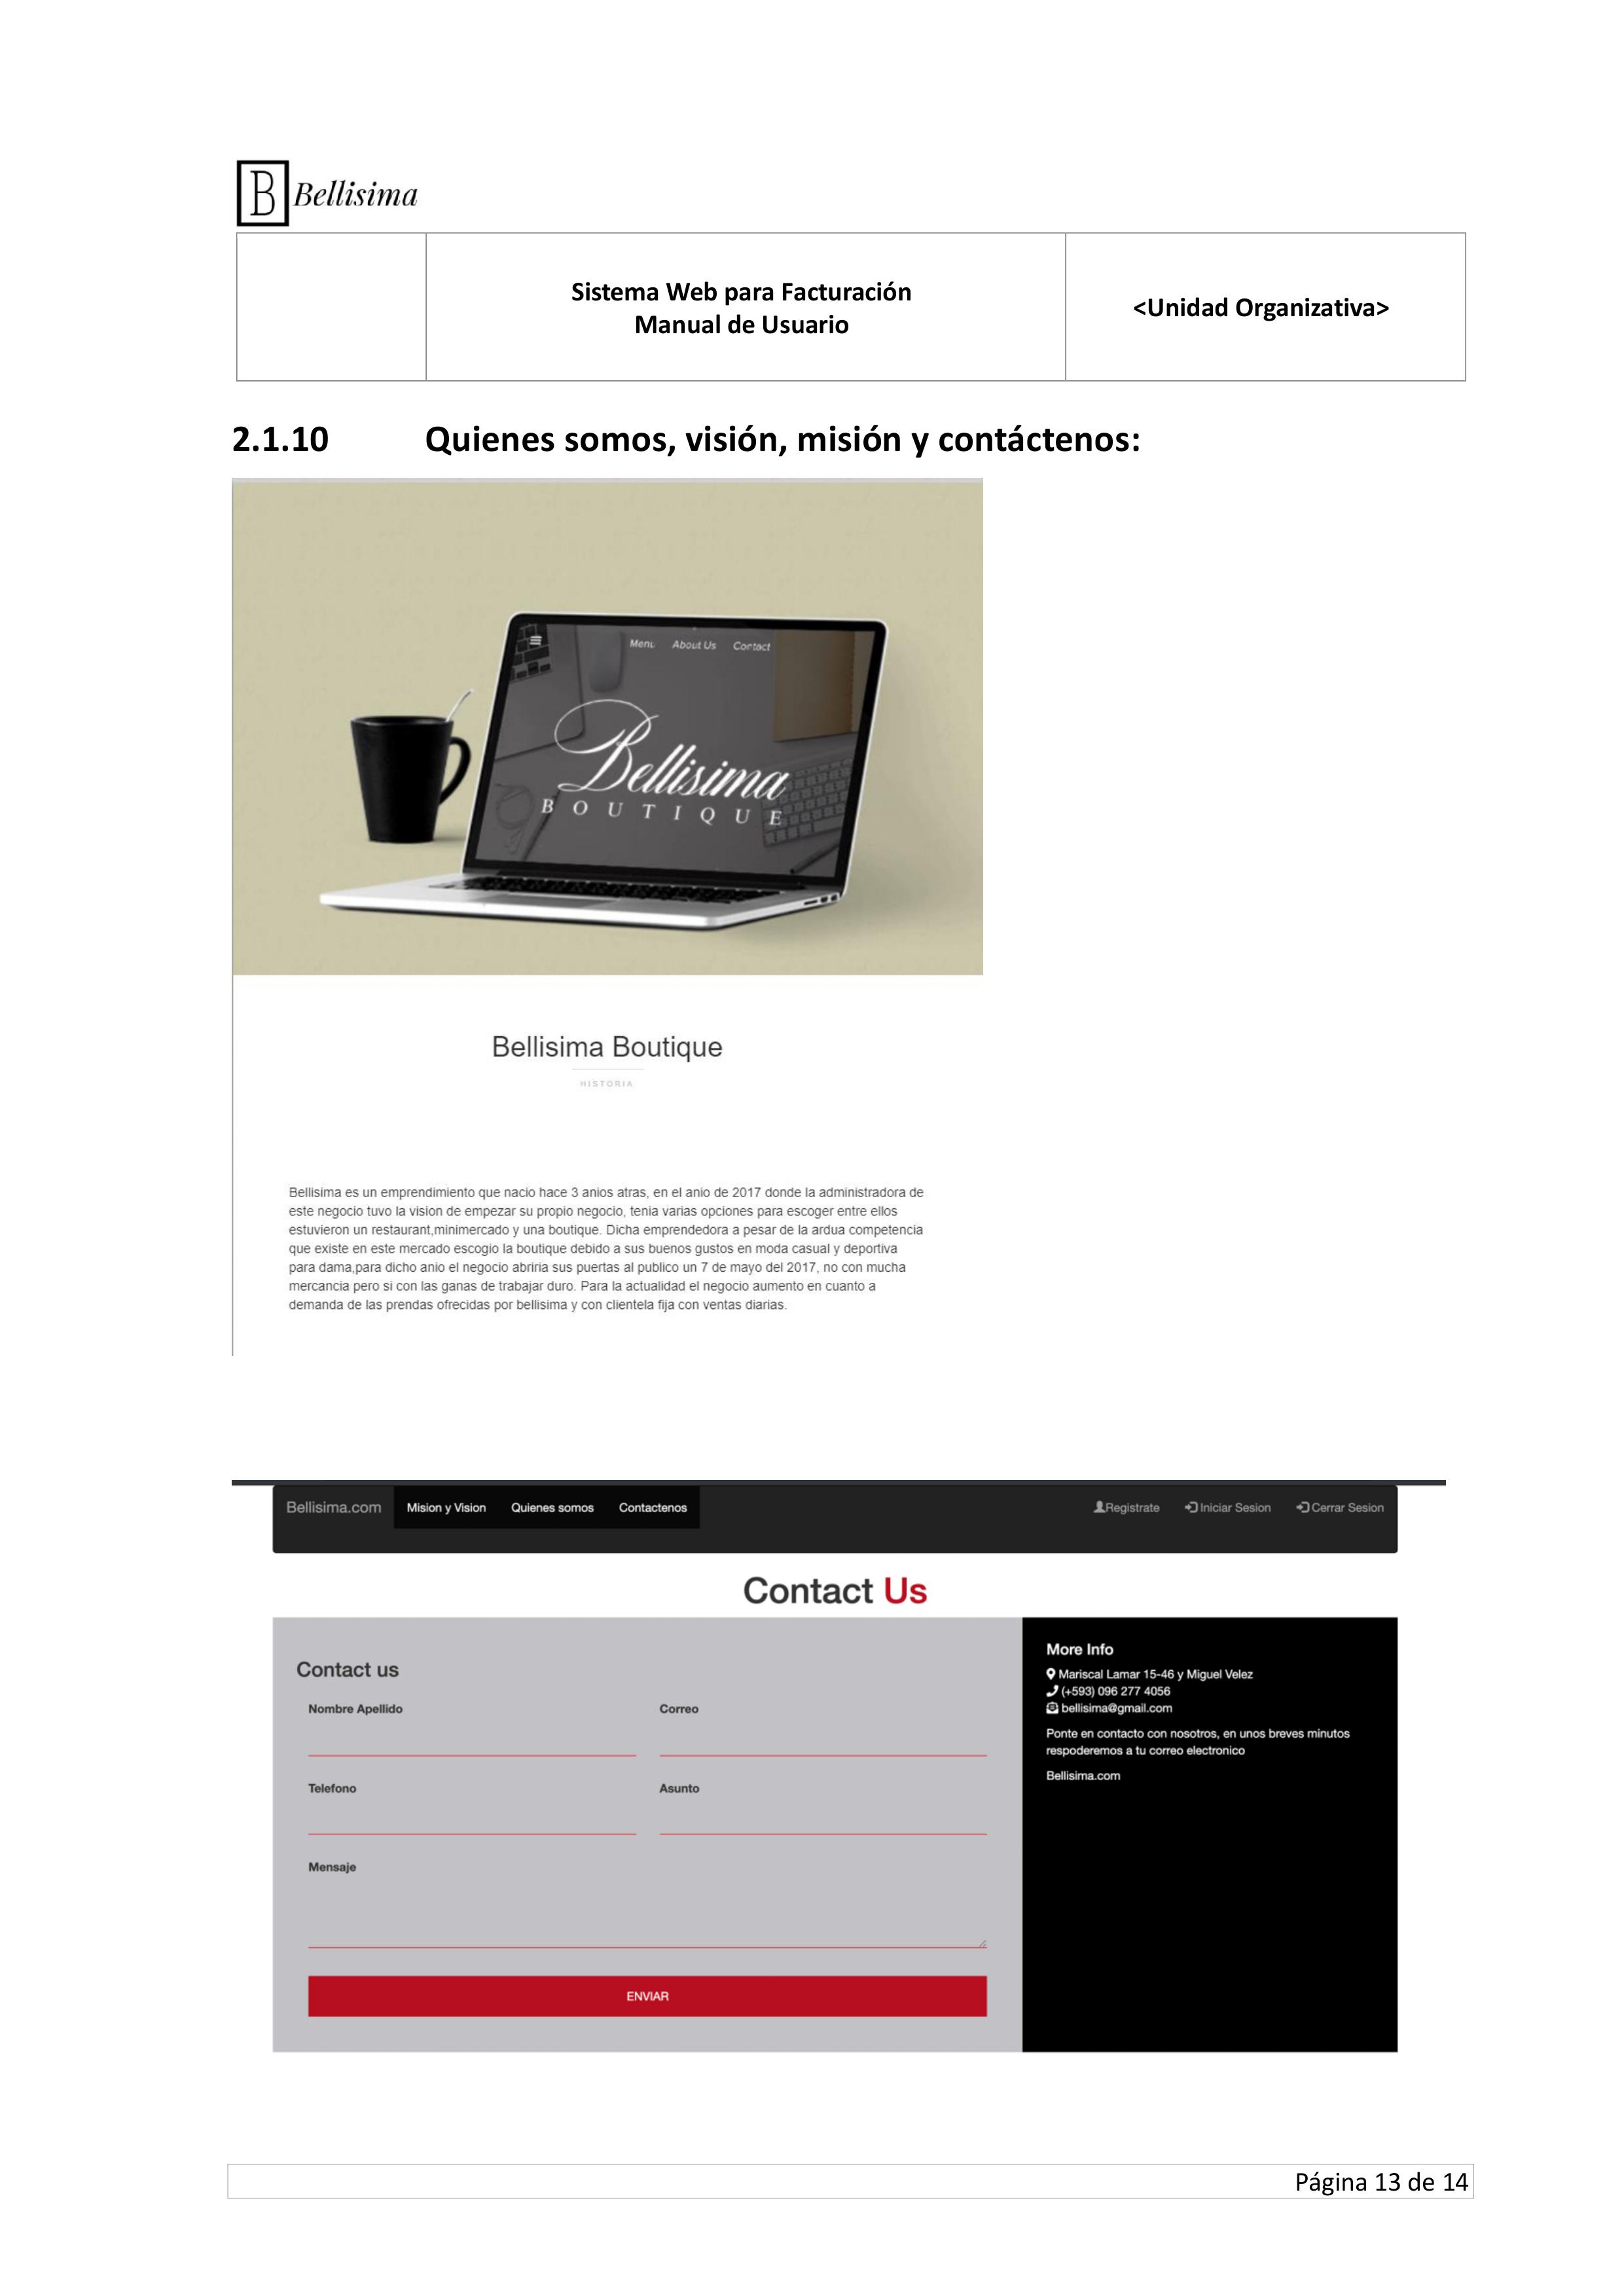 B Bellisima
Sistema Web para Facturación
Manual de Usuario
<Unidad Organizativa>
2.1.10 Quienes somos, visión, misión y contáctenos:
Menu About Us Contact
Bellisima
BOUTIQUE
Bellisima Boutique
HISTORIA
Bellisima es un emprendimiento que nacio hace 3 anios atras, en el anio de 2017 donde la administradora de
este negocio tuvo la vision de empezar su propio negocio, tenia varias opciones para escoger entre ellos
estuvieron un restaurant,minimercado y una boutique. Dicha emprendedora a pesar de la ardua competencia
que existe en este mercado escogio la boutique debido a sus buenos gustos en moda casual y deportiva
para dama,para dicho anio el negocio abriria sus puertas al publico un 7 de mayo del 2017, no con mucha
mercancia pero si con las ganas de trabajar duro. Para la actualidad el negocio aumento en cuanto a
demanda de las prendas ofrecidas por bellisima y con clientela fija con ventas diarias.
Bellisima.com Mision y Vision Quienes somos Contactenos Registrate Iniciar Sesion Cerrar Sesion
Contact Us
Contact us
Nombre Apellido Correo
Telefono Asunto
Mensaje
ENVIAR
More Info
Mariscal Lamar 15-46 y Miguel Velez
(+593) 096 277 4056
bellisima@gmail.com
Ponte en contacto con nosotros, en unos breves minutos
respoderemos a tu correo electronico
Bellisima.com
Página 13 de 14